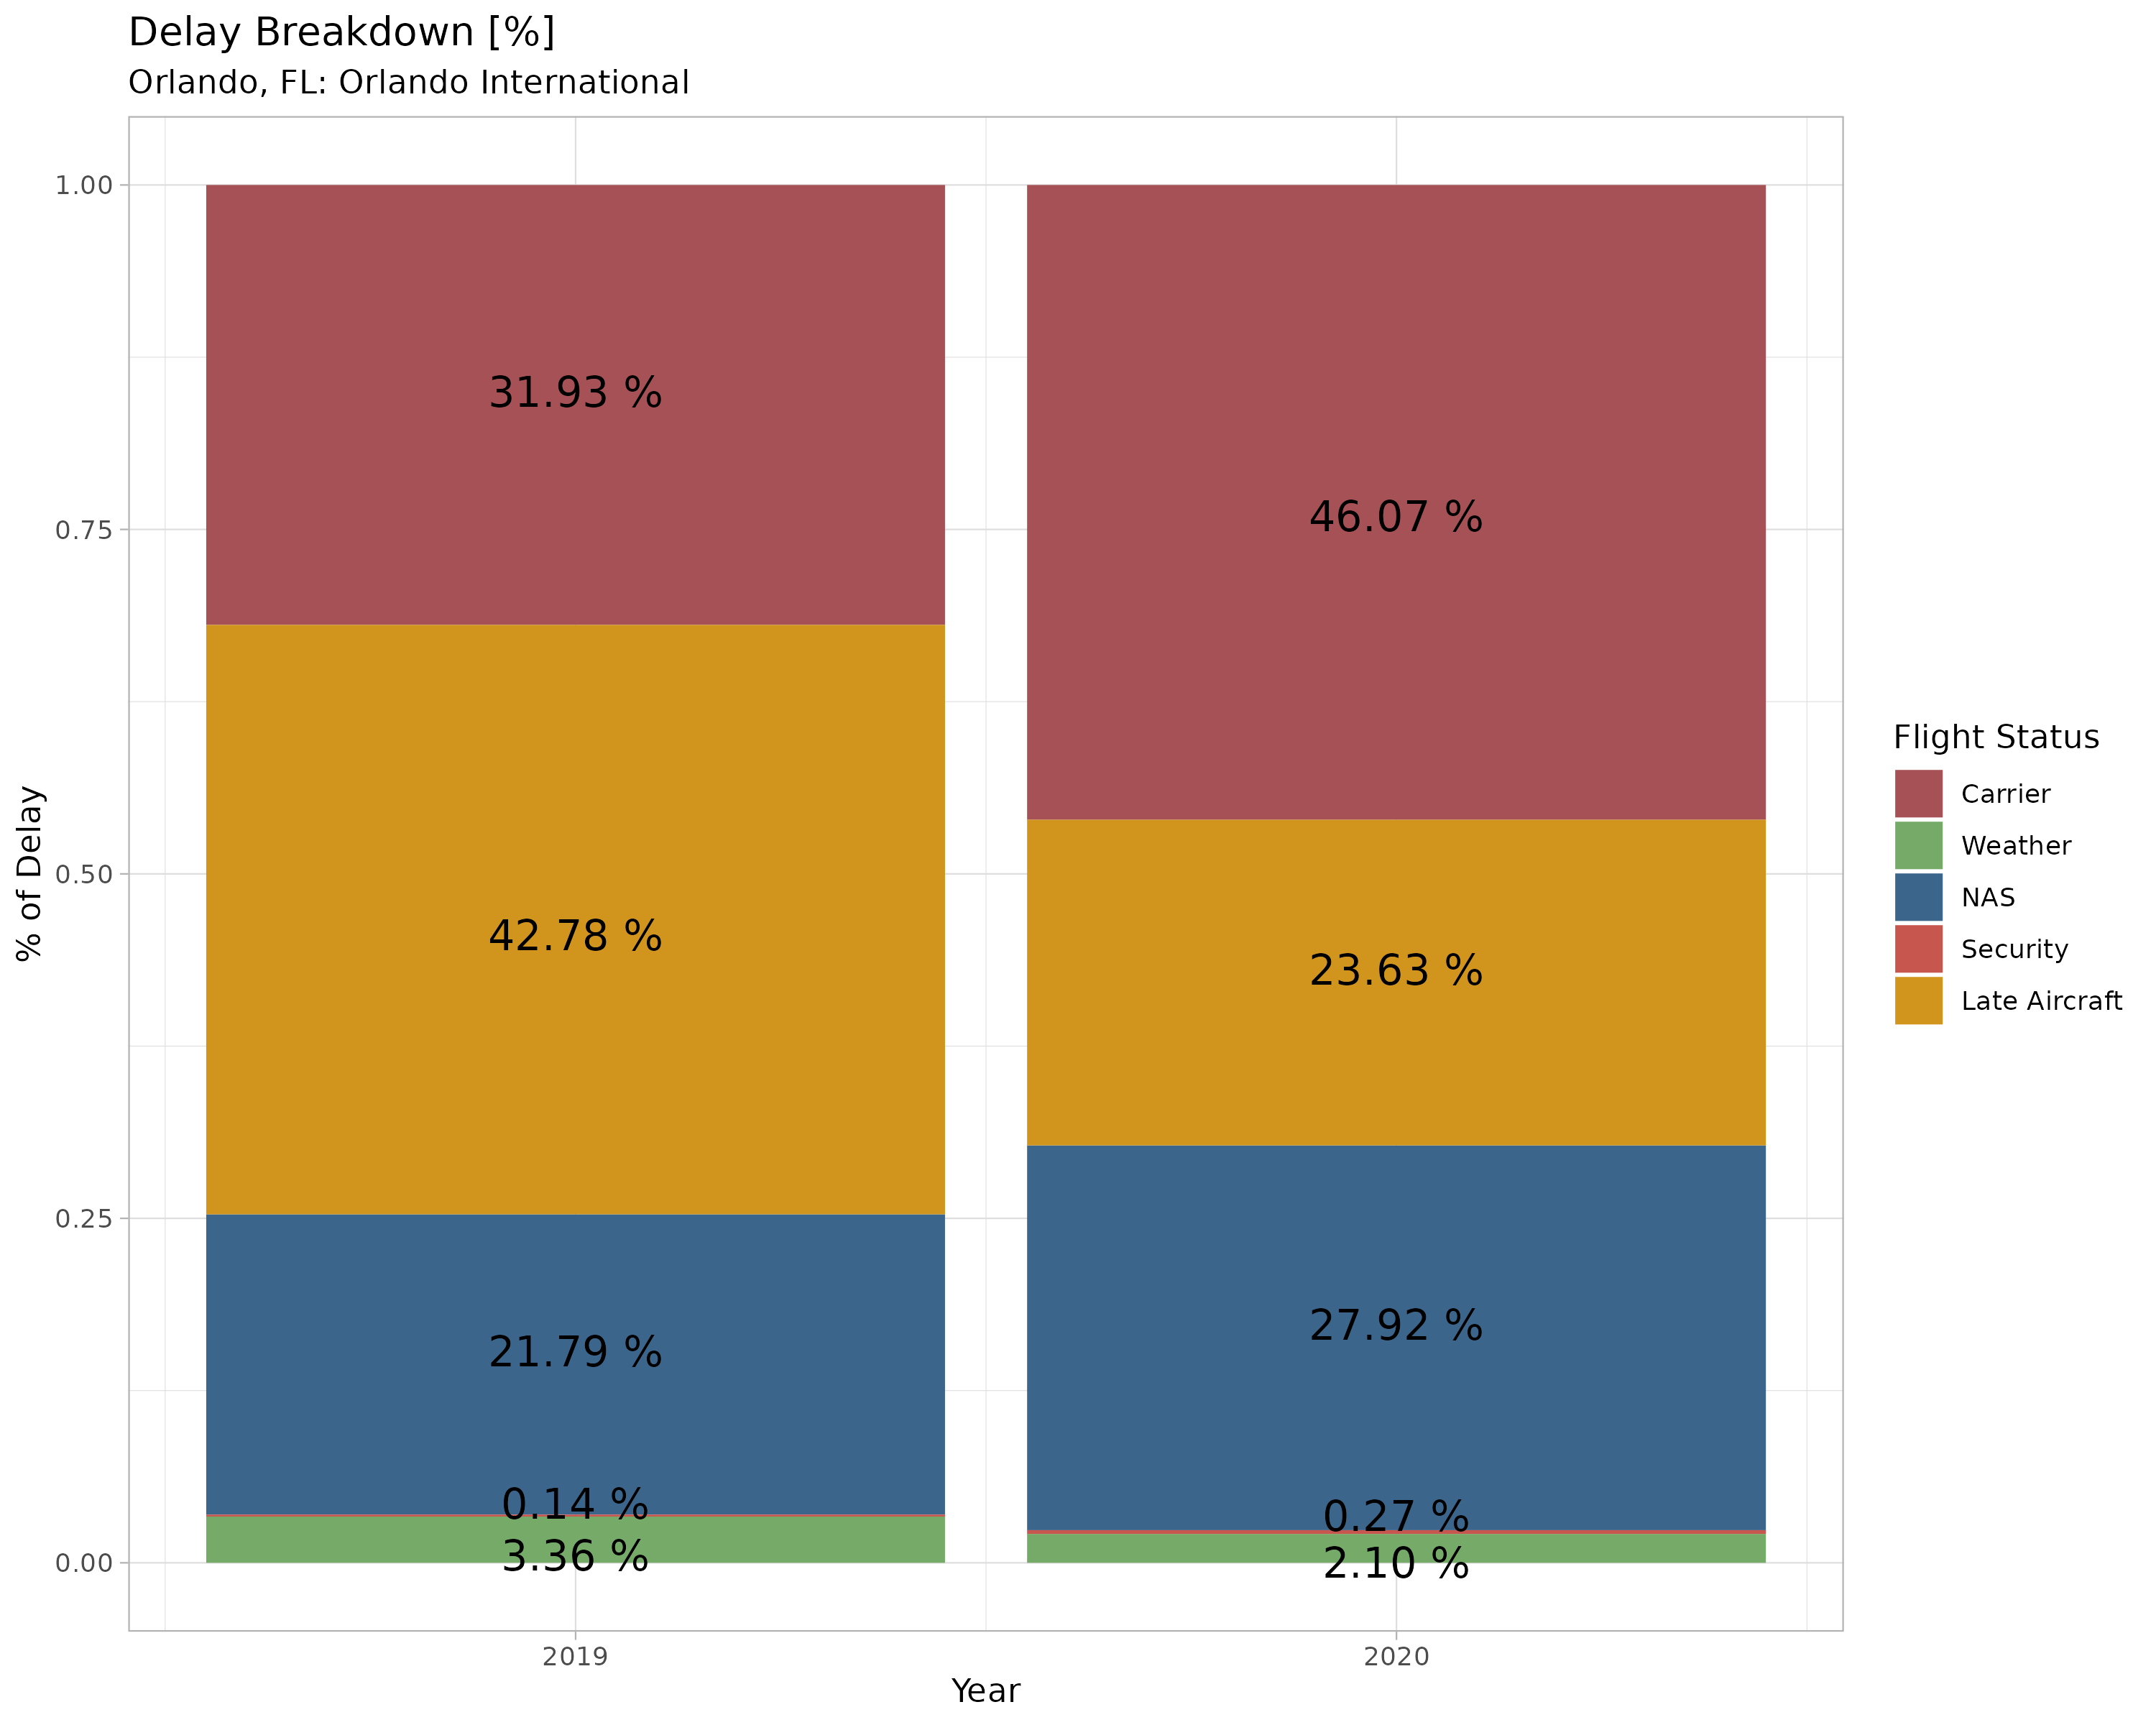 Delay Breakdown [%]
Orlando, FL: Orlando International
% of Delay
1.00
0.75
0.50
0.25
0.00
31.93 %
42.78 %
21.79 %
0.14 %
3.36 %
46.07 %
23.63 %
27.92 %
0.27 %
2.10 %
2019
2020
Year
Flight Status
Carrier
Weather
NAS
Security
Late Aircraft